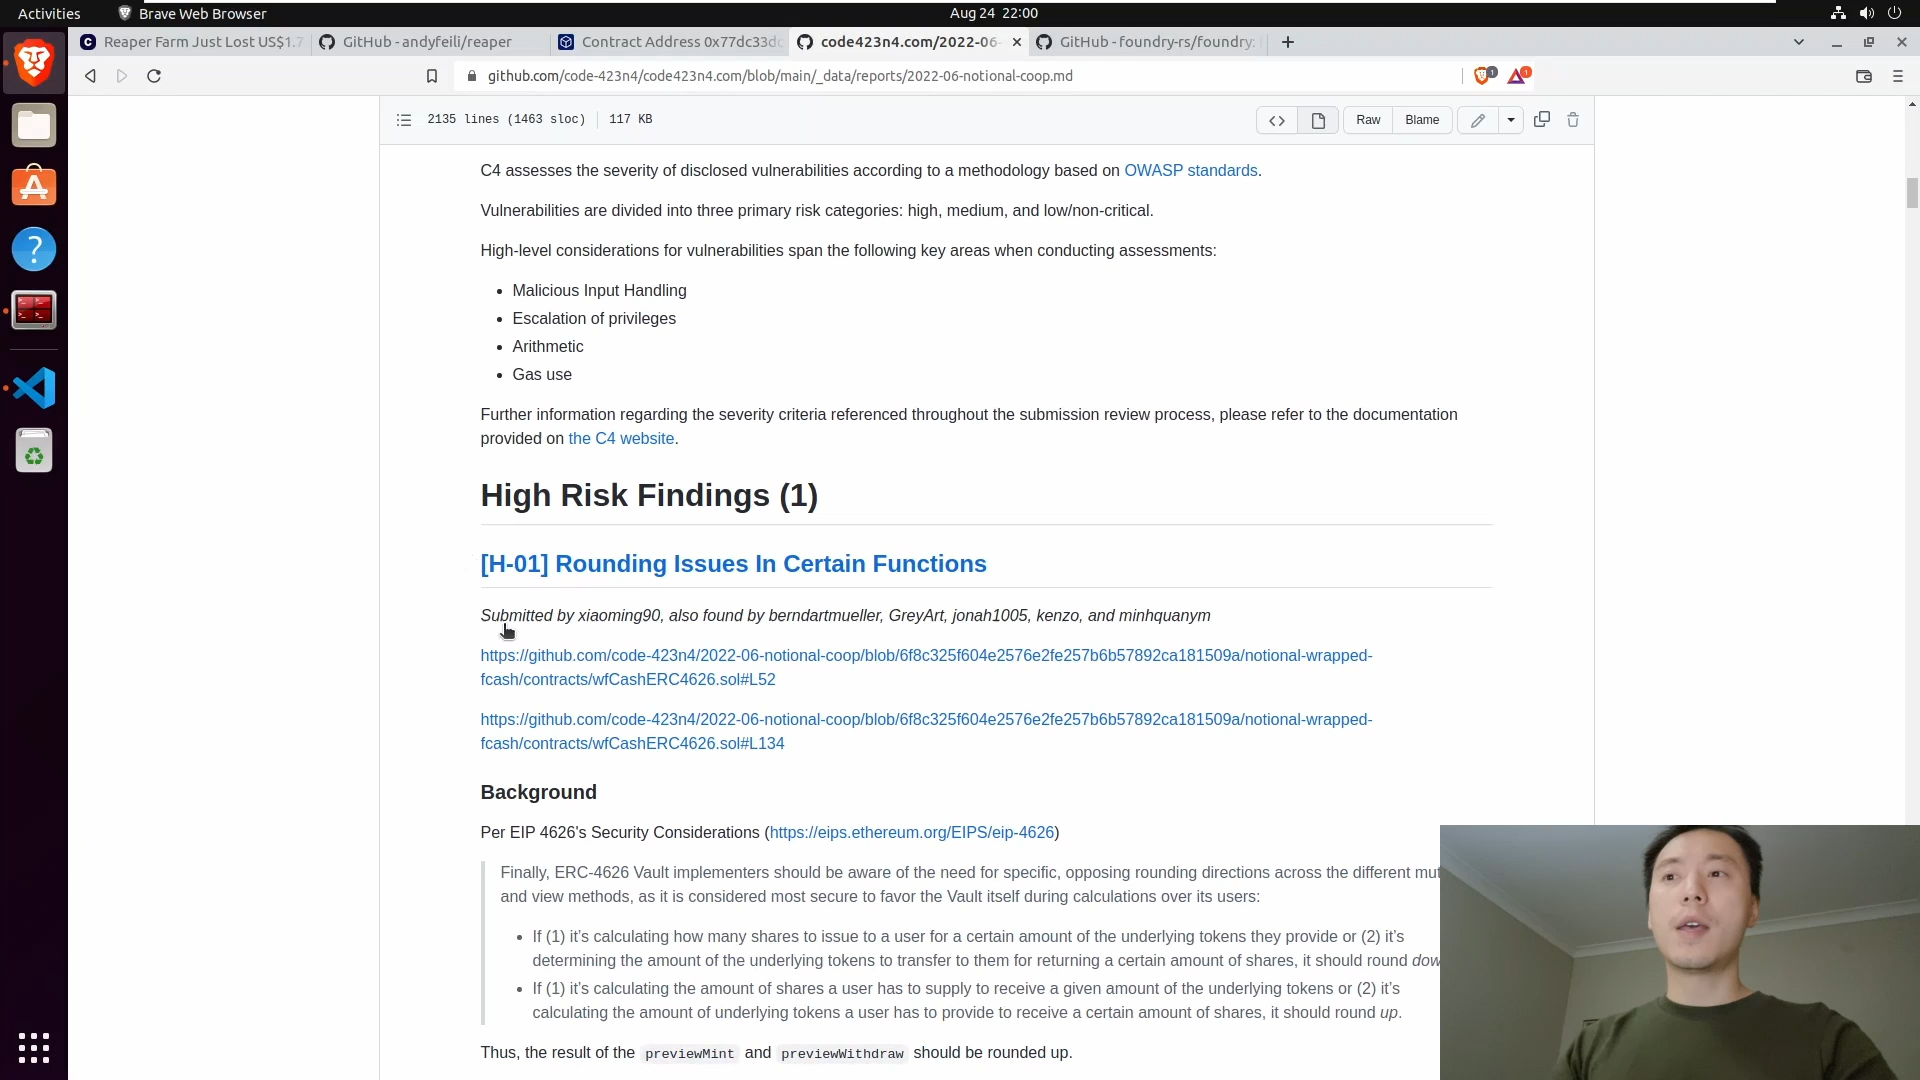 Activities
Brave Web Browser
Aug 24 22:00
Reaper Farm Just Lost US$1.7
GitHub - andyfeili/reaper
Contract Address 0x77dc33dc
code423n4.com/2022-06-
GitHub - foundry-rs/foundry:
github.com/code-423n4/code423n4.com/blob/main/_data/reports/2022-06-notional-coop.md
2135 lines (1463 sloc) 117 KB
Raw
Blame
C4 assesses the severity of disclosed vulnerabilities according to a methodology based on OWASP standards.
Vulnerabilities are divided into three primary risk categories: high, medium, and low/non-critical.
High-level considerations for vulnerabilities span the following key areas when conducting assessments:
• Malicious Input Handling
• Escalation of privileges
• Arithmetic
• Gas use
Further information regarding the severity criteria referenced throughout the submission review process, please refer to the documentation
provided on the C4 website.
High Risk Findings (1)
[H-01] Rounding Issues In Certain Functions
Submitted by xiaoming90, also found by berndartmueller, GreyArt, jonah1005, kenzo, and minhquanym
https://github.com/code-423n4/2022-06-notional-coop/blob/6f8c325f604e2576e2fe257b6b57892ca181509a/notional-wrapped-
fcash/contracts/wfCashERC4626.sol#L52
https://github.com/code-423n4/2022-06-notional-coop/blob/6f8c325f604e2576e2fe257b6b57892ca181509a/notional-wrapped-
fcash/contracts/wfCashERC4626.sol#L134
Background
Per EIP 4626's Security Considerations (https://eips.ethereum.org/EIPS/eip-4626)
Finally, ERC-4626 Vault implementers should be aware of the need for specific, opposing rounding directions across the different mut
and view methods, as it is considered most secure to favor the Vault itself during calculations over its users:
• If (1) it's calculating how many shares to issue to a user for a certain amount of the underlying tokens they provide or (2) it's
determining the amount of the underlying tokens to transfer to them for returning a certain amount of shares, it should round dow
• If (1) it's calculating the amount of shares a user has to supply to receive a given amount of the underlying tokens or (2) it's
calculating the amount of underlying tokens a user has to provide to receive a certain amount of shares, it should round up.
Thus, the result of the previewMint and previewWithdraw should be rounded up.